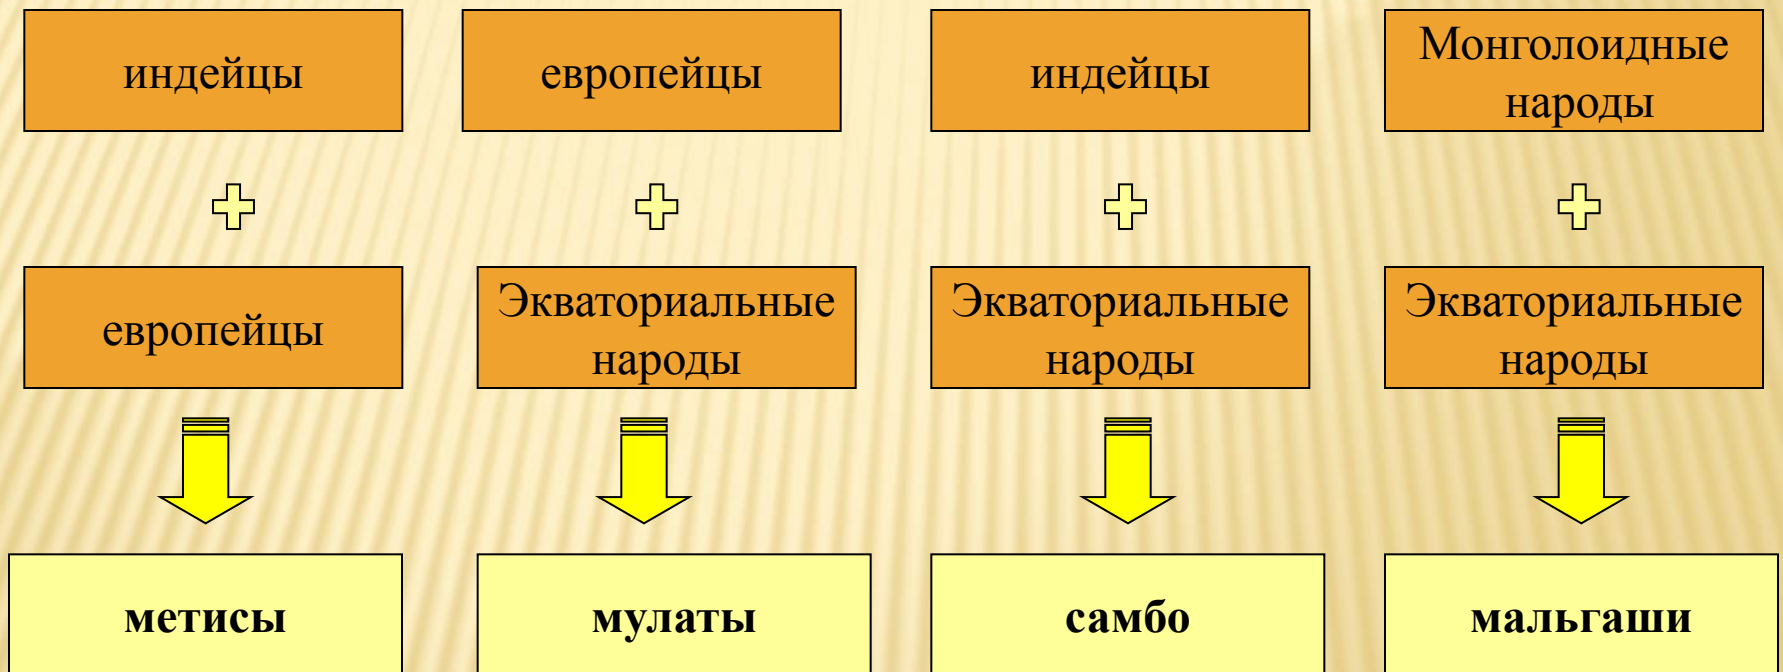 индейцы
европейцы
индейцы
Монголоидные
народы
европейцы
Экваториальные
народы
Экваториальные
народы
Экваториальные
народы
метисы
мулаты
самбо
мальгаши